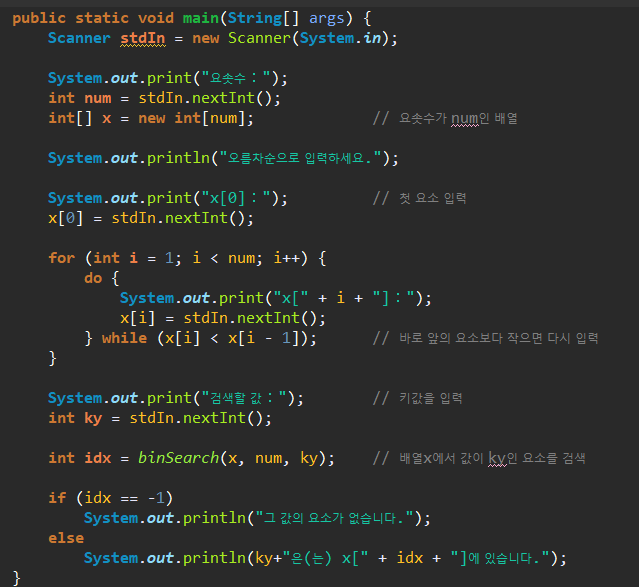 public static void main(String[] args) {
    Scanner stdIn = new Scanner(System.in);

    System.out.print("요솟수：");
    int num = stdIn.nextInt();
    int[] x = new int[num];             // 요솟수가 num인 배열

    System.out.println("오름차순으로 입력하세요.");

    System.out.print("x[0]：");         // 첫 요소 입력
    x[0] = stdIn.nextInt();

    for (int i = 1; i < num; i++) {
        do {
            System.out.print("x[" + i + "]：");
            x[i] = stdIn.nextInt();
        } while (x[i] < x[i - 1]);      // 바로 앞의 요소보다 작으면 다시 입력
    }

    System.out.print("검색할 값：");        // 키값을 입력
    int ky = stdIn.nextInt();

    int idx = binSearch(x, num, ky);    // 배열x에서 값이 ky인 요소를 검색

    if (idx == -1)
        System.out.println("그 값의 요소가 없습니다.");
    else
        System.out.println(ky+"은(는) x[" + idx + "]에 있습니다.");
}